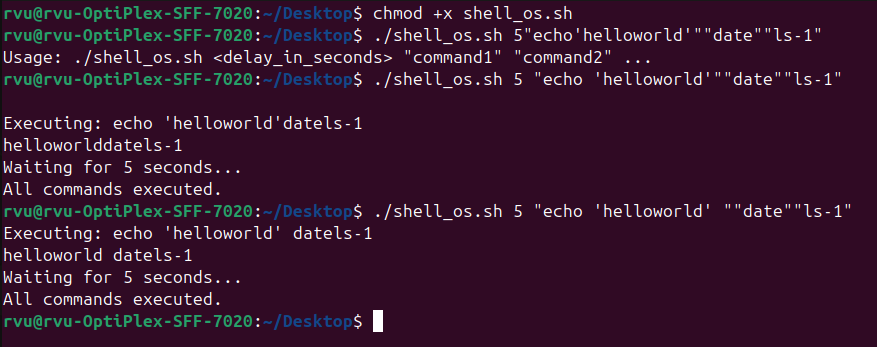 rvu@rvu-OptiPlex-SFF-7020:~/Desktop$ chmod +x shell_os.sh
rvu@rvu-OptiPlex-SFF-7020:~/Desktop$ ./shell_os.sh 5"echo'helloworld'""date""ls-1"
Usage: ./shell_os.sh <delay_in_seconds> "command1" "command2" ...
rvu@rvu-OptiPlex-SFF-7020:~/Desktop$ ./shell_os.sh 5 "echo 'helloworld'""date""ls-1"
Executing: echo 'helloworld'datels-1
helloworlddatels-1
Waiting for 5 seconds...
All commands executed.
rvu@rvu-OptiPlex-SFF-7020:~/Desktop$ ./shell_os.sh 5 "echo 'helloworld' ""date""ls-1"
Executing: echo 'helloworld' datels-1
helloworld datels-1
Waiting for 5 seconds...
All commands executed.
rvu@rvu-OptiPlex-SFF-7020:~/Desktop$